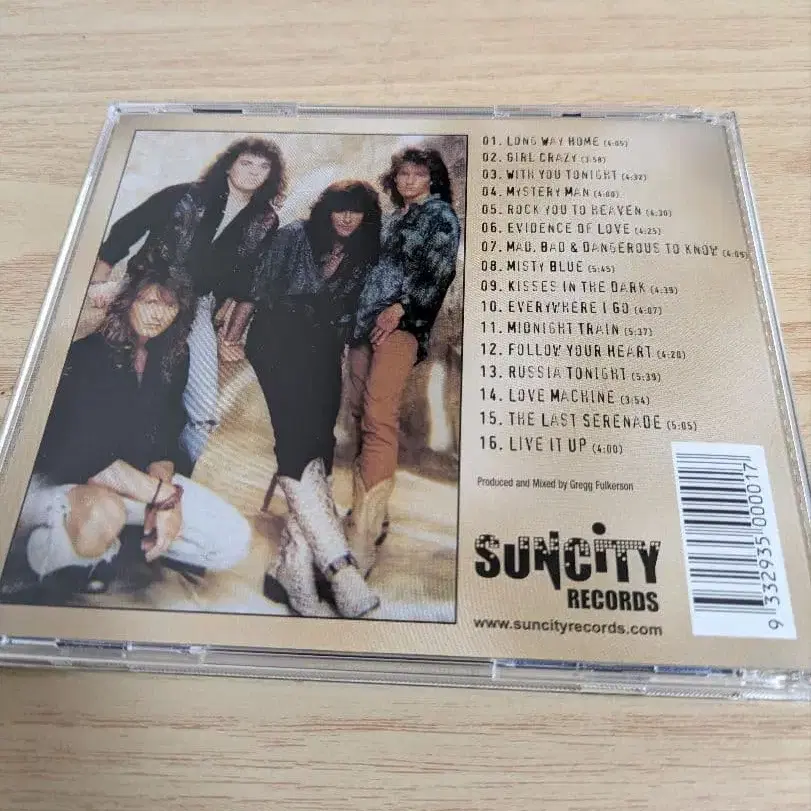 01. LONG WAY HOME (4:05)
02. GIRL CRAZY (3:58)
03. WITH YOU TONIGHT (4:32)
04. MYSTERY MAN (4:00)
05. ROCK YOU TO HEAVEN (4:30)
06. EVIDENCE OF LOVE (4:25)
07. MAD, BAD & DANGEROUS TO KNOW (4:09)
08. MISTY BLUE (5:45)
09. KISSES IN THE DARK (4:39)
10. EVERYWHERE I GO (4:07)
11. MIDNIGHT TRAIN (5:37)
12. FOLLOW YOUR HEART (4:20)
13. RUSSIA TONIGHT (5:39)
14. LOVE MACHINE (3:54)
15. THE LAST SERENADE (5:05)
16. LIVE IT UP (4:00)
Produced and Mixed by Gregg Fulkerson
SUNCITY
RECORDS
www.suncityrecords.com
9 332935 000017